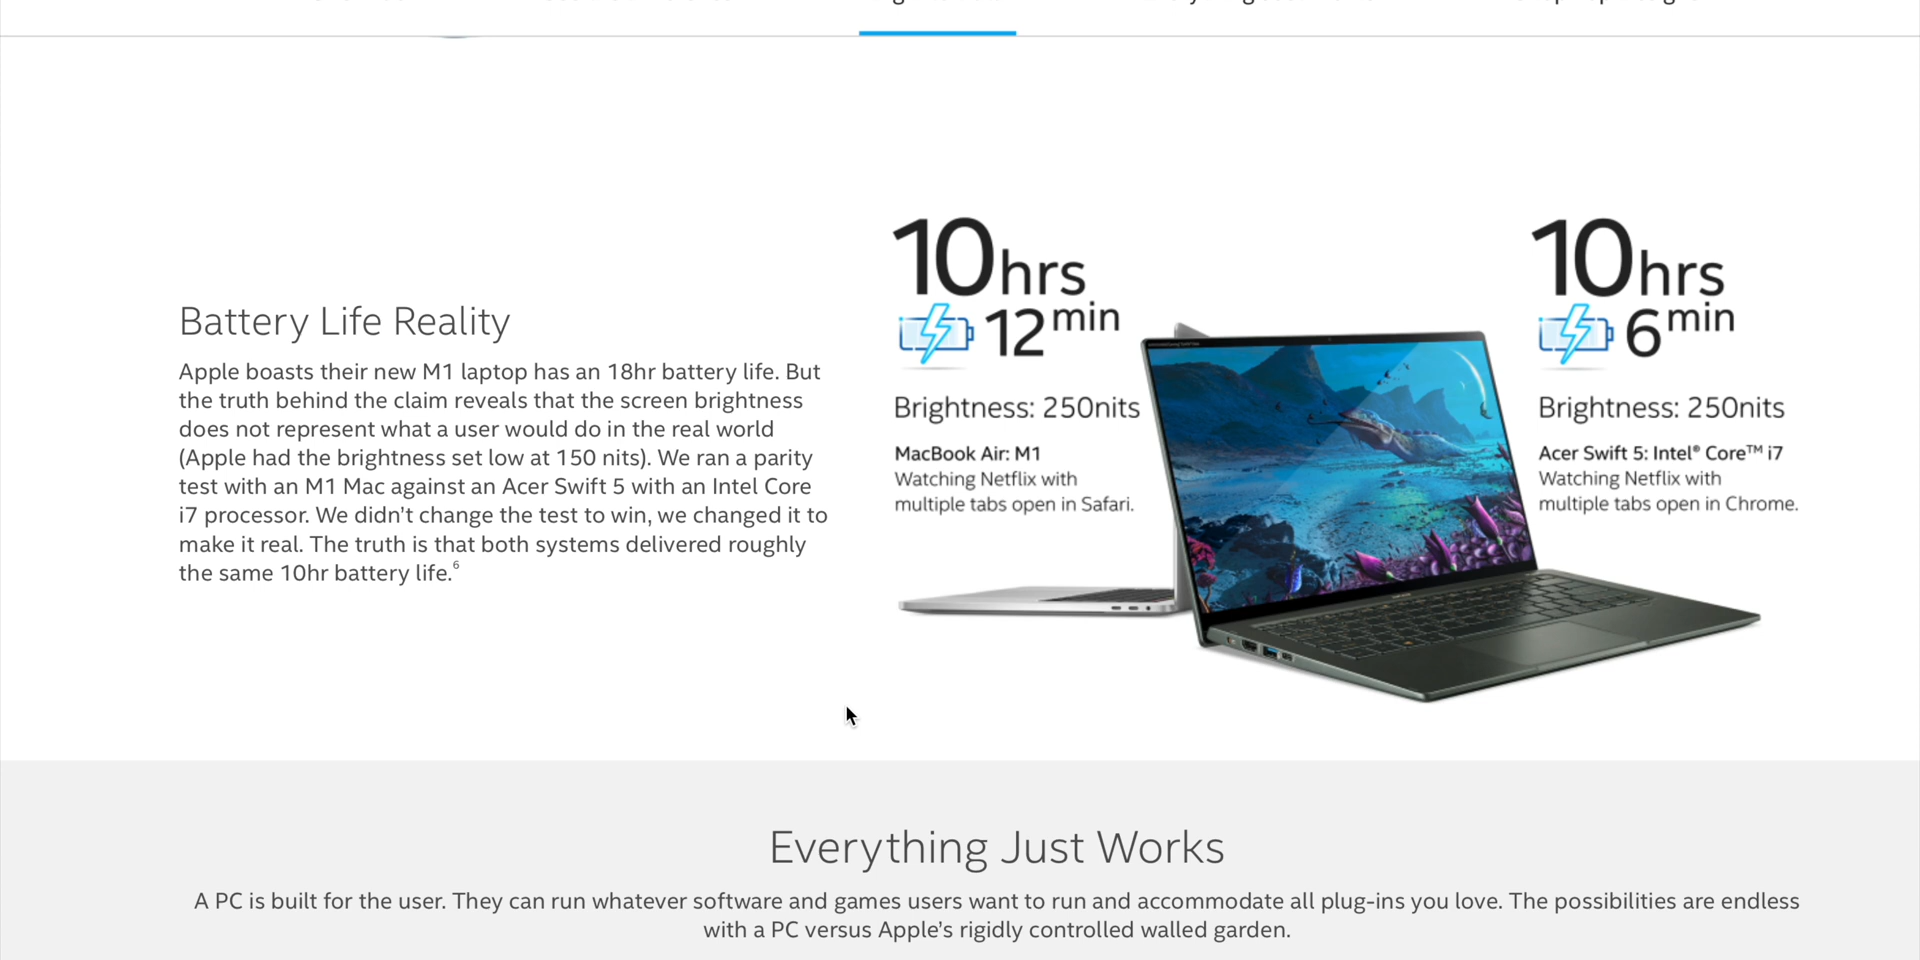 Battery Life Reality
Apple boasts their new M1 laptop has an 18hr battery life. But
the truth behind the claim reveals that the screen brightness
does not represent what a user would do in the real world
(Apple had the brightness set low at 150 nits). We ran a parity
test with an M1 Mac against an Acer Swift 5 with an Intel Core
i7 processor. We didn't change the test to win, we changed it to
make it real. The truth is that both systems delivered roughly
the same 10hr battery life.⁶
10hrs
12min
Brightness: 250nits
MacBook Air: M1
Watching Netflix with
multiple tabs open in Safari.
10hrs
6min
Brightness: 250nits
Acer Swift 5: Intel® Core™ i7
Watching Netflix with
multiple tabs open in Chrome.
Everything Just Works
A PC is built for the user. They can run whatever software and games users want to run and accommodate all plug-ins you love. The possibilities are endless
with a PC versus Apple's rigidly controlled walled garden.